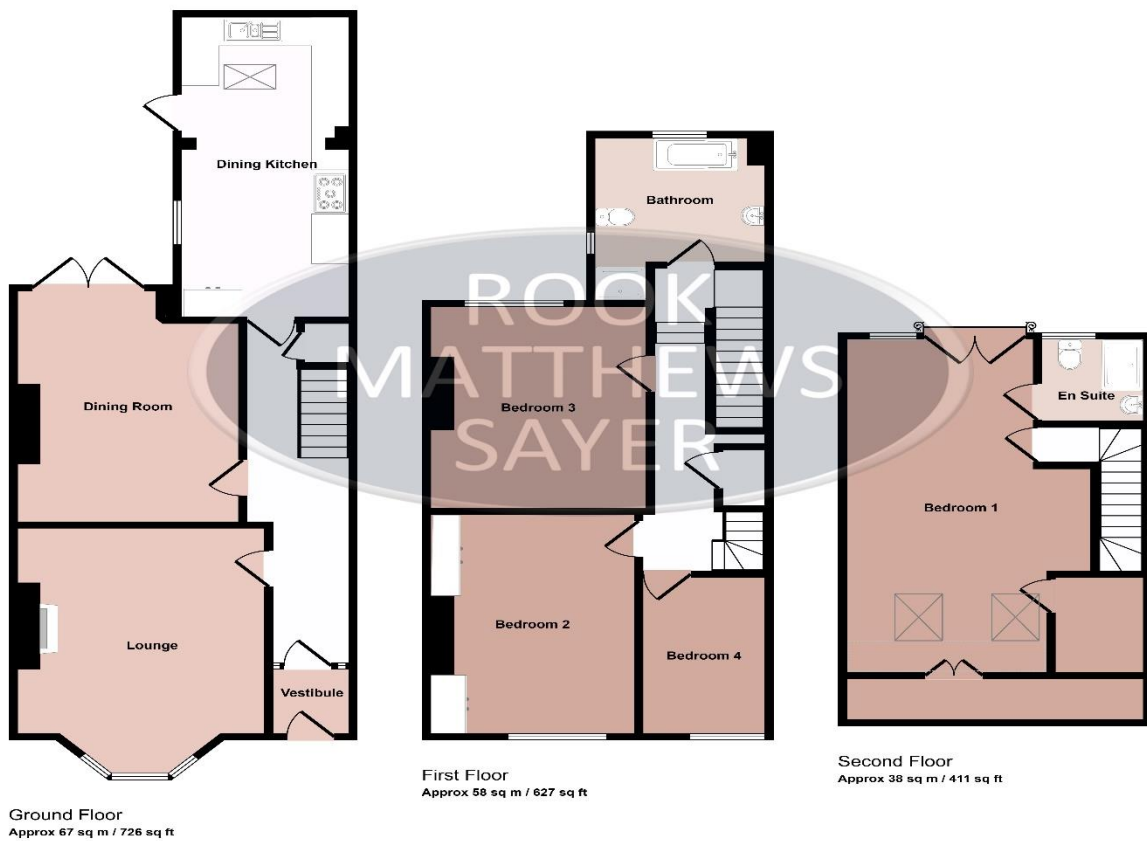 Dining Kitchen
Dining Room
Lounge
Vestibule
Ground Floor
Approx 67 sq m / 726 sq ft
Bathroom
Bedroom 3
Bedroom 2
Bedroom 4
First Floor
Approx 58 sq m / 627 sq ft
En Suite
Bedroom 1
Second Floor
Approx 38 sq m / 411 sq ft
ROOK
MATTHEWS
SAYER